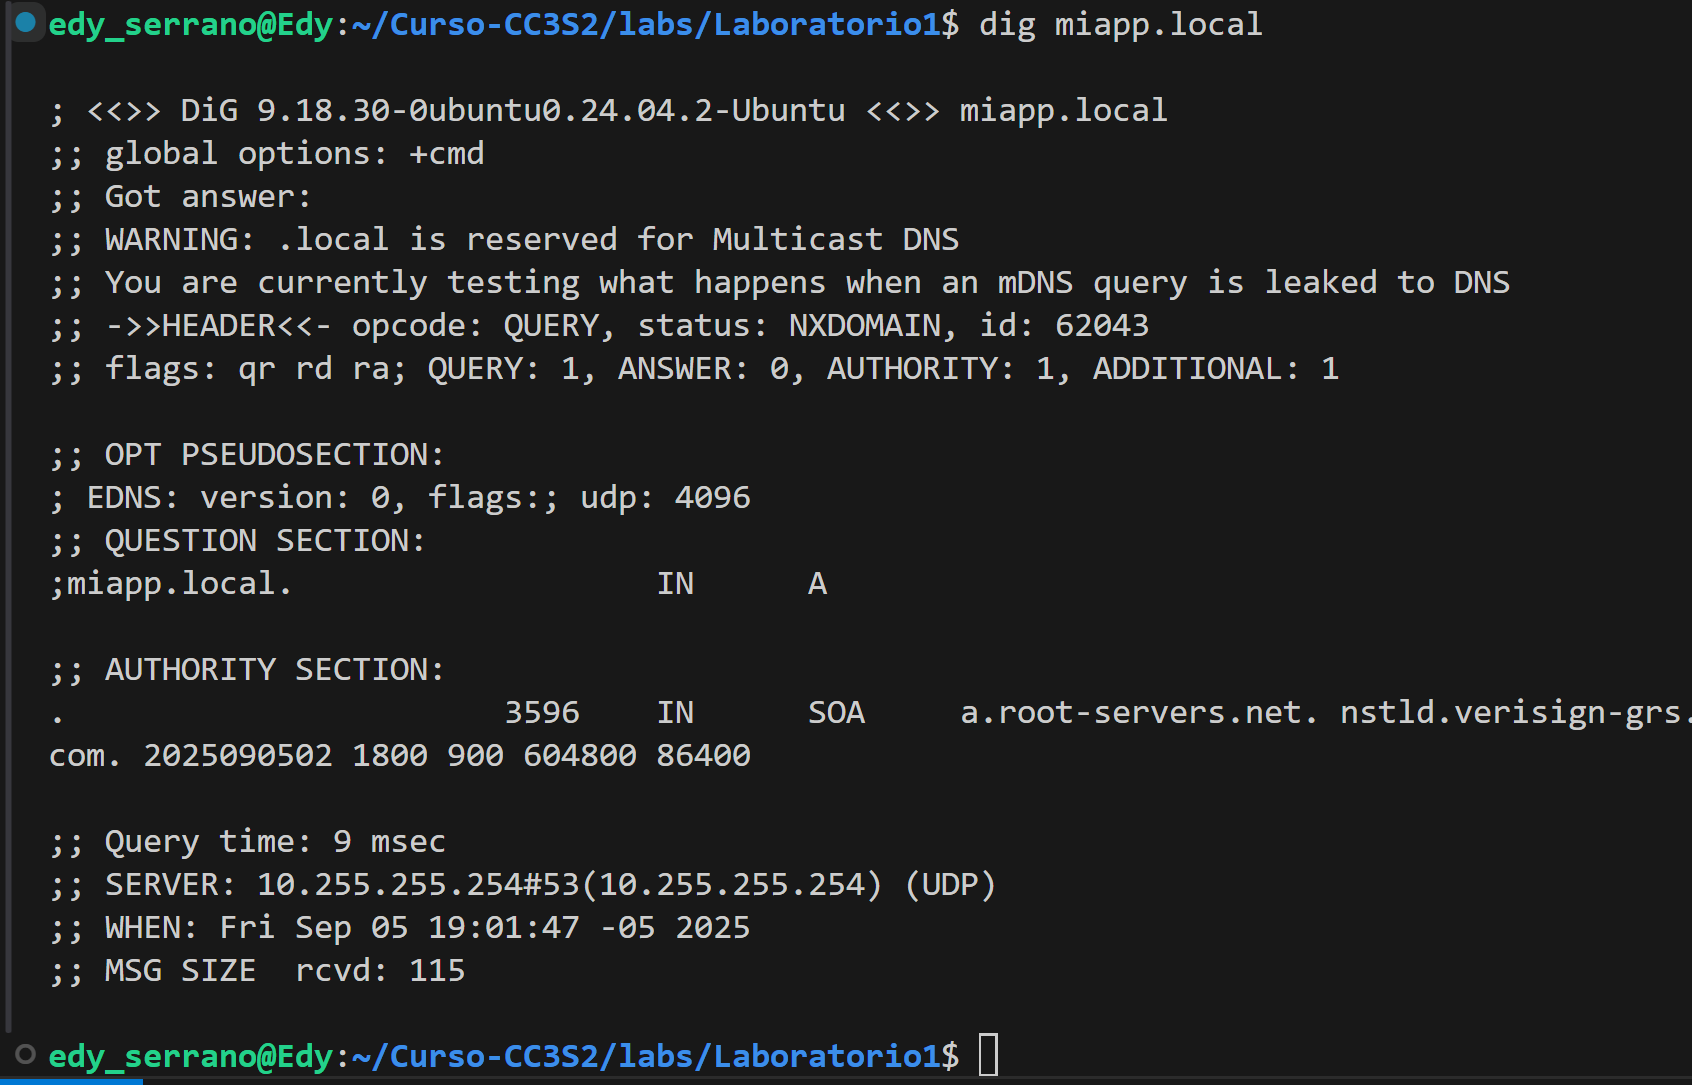 edy_serrano@Edy:~/Curso-CC3S2/labs/Laboratorio1$ dig miapp.local
; <<>> DiG 9.18.30-0ubuntu0.24.04.2-Ubuntu <<>> miapp.local
;; global options: +cmd
;; Got answer:
;; WARNING: .local is reserved for Multicast DNS
;; You are currently testing what happens when an mDNS query is leaked to DNS
;; ->>HEADER<<- opcode: QUERY, status: NXDOMAIN, id: 62043
;; flags: qr rd ra; QUERY: 1, ANSWER: 0, AUTHORITY: 1, ADDITIONAL: 1
;; OPT PSEUDOSECTION:
; EDNS: version: 0, flags:; udp: 4096
;; QUESTION SECTION:
;miapp.local. IN A
;; AUTHORITY SECTION:
. 3596 IN SOA a.root-servers.net. nstld.verisign-grs.
com. 2025090502 1800 900 604800 86400
;; Query time: 9 msec
;; SERVER: 10.255.255.254#53(10.255.255.254) (UDP)
;; WHEN: Fri Sep 05 19:01:47 -05 2025
;; MSG SIZE rcvd: 115
edy_serrano@Edy:~/Curso-CC3S2/labs/Laboratorio1$